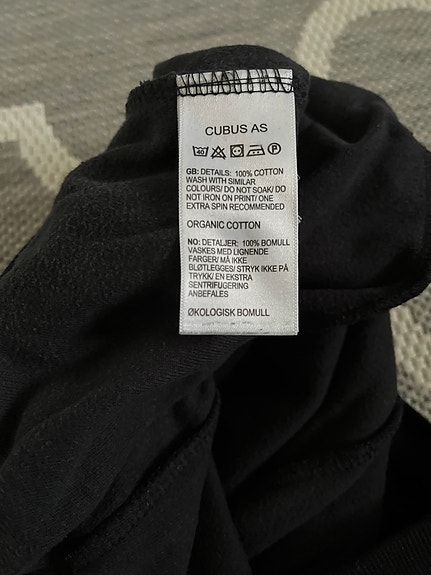 CUBUS AS
40 P
GB: DETAILS: 100% COTTON
WASH WITH SIMILAR
COLOURS/ DO NOT SOAK/ DO
NOT IRON ON PRINT/ ONE
EXTRA SPIN RECOMMENDED
ORGANIC COTTON
NO: DETALJER: 100% BOMULL
VASKES MED LIGNENDE
FARGER/ MÅ IKKE
BLØTLEGGES/ STRYK IKKE PÅ
TRYKK/ EN EKSTRA
SENTRIFUGERING
ANBEFALES
ØKOLOGISK BOMULL